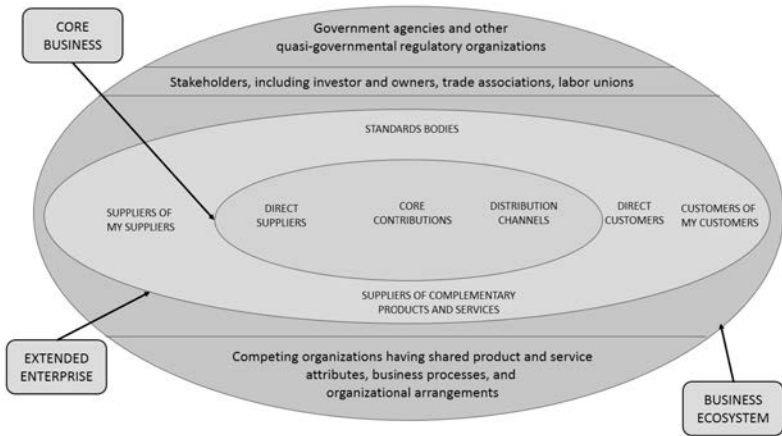 CORE
BUSINESS
Government agencies and other
quasi-governmental regulatory organizations
Stakeholders, including investor and owners, trade associations, labor unions
STANDARDS BODIES
SUPPLIERS OF
MY SUPPLIERS
DIRECT
SUPPLIERS
CORE
CONTRIBUTIONS
DISTRIBUTION
CHANNELS
DIRECT
CUSTOMERS
CUSTOMERS OF
MY CUSTOMERS
SUPPLIERS OF COMPLEMENTARY
PRODUCTS AND SERVICES
EXTENDED
ENTERPRISE
Competing organizations having shared product and service
attributes, business processes, and
organizational arrangements
BUSINESS
ECOSYSTEM